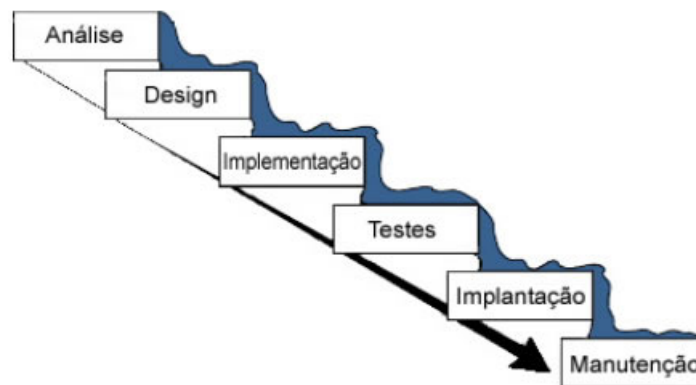 Análise
Design
Implementação
Testes
Implantação
Manutenção